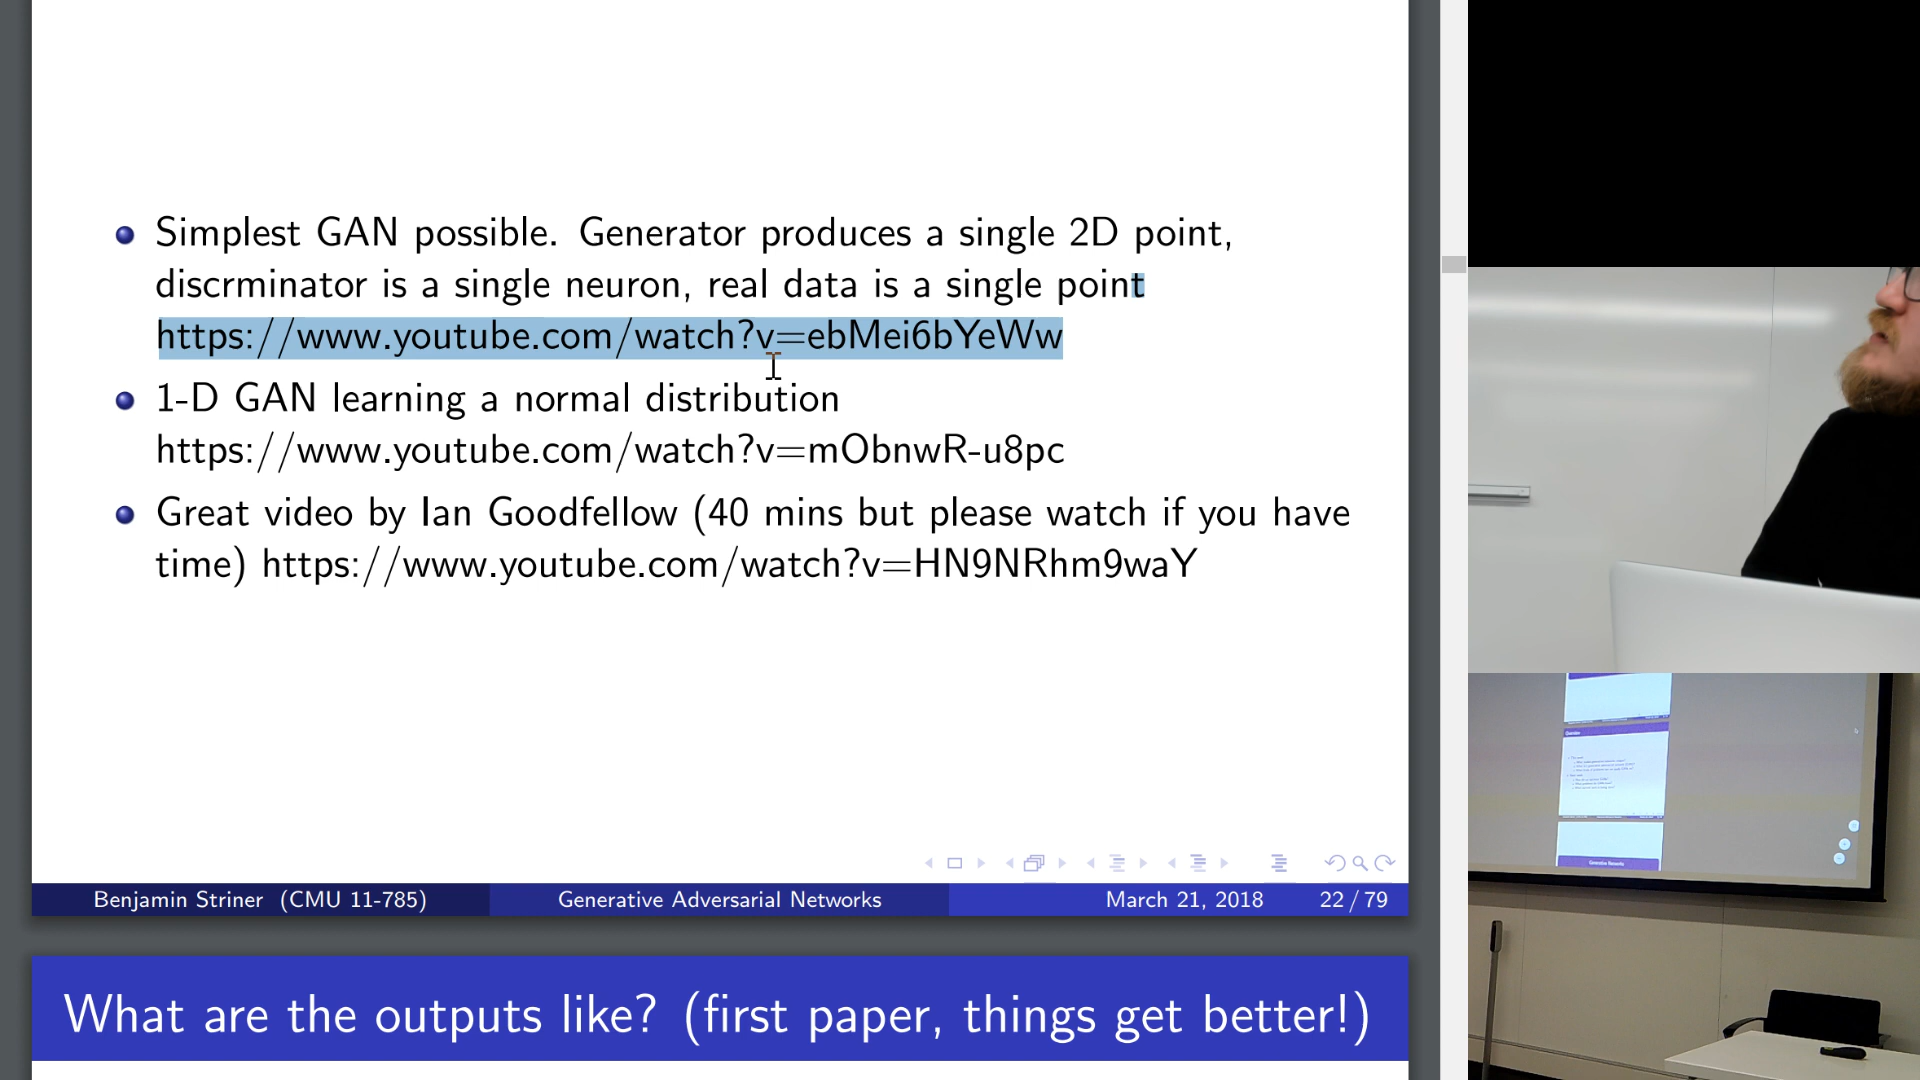 Simplest GAN possible. Generator produces a single 2D point,
discrminator is a single neuron, real data is a single point
https://www.youtube.com/watch?v=ebMei6bYeWw
1-D GAN learning a normal distribution
https://www.youtube.com/watch?v=mObnwR-u8pc
Great video by Ian Goodfellow (40 mins but please watch if you have
time) https://www.youtube.com/watch?v=HN9NRhm9waY
Benjamin Striner (CMU 11-785) Generative Adversarial Networks March 21, 2018 22 / 79
What are the outputs like? (first paper, things get better!)
Overview
Generative Networks